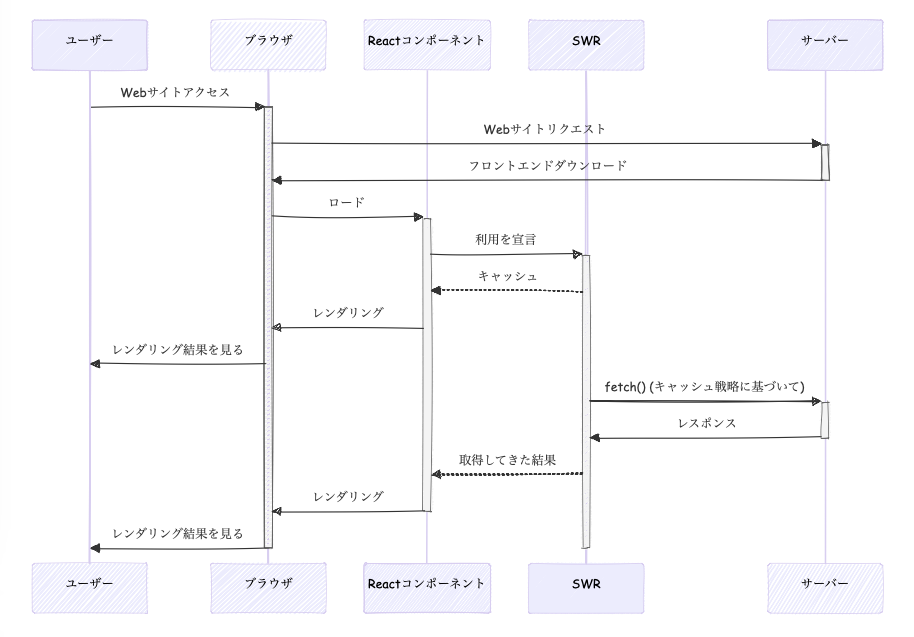 ユーザー
ブラウザ
Reactコンポーネント
SWR
サーバー
Webサイトアクセス
Webサイトリクエスト
フロントエンドダウンロード
ロード
利用を宣言
キャッシュ
レンダリング
レンダリング結果を見る
fetch() (キャッシュ戦略に基づいて)
レスポンス
取得してきた結果
レンダリング
レンダリング結果を見る
ユーザー
ブラウザ
Reactコンポーネント
SWR
サーバー